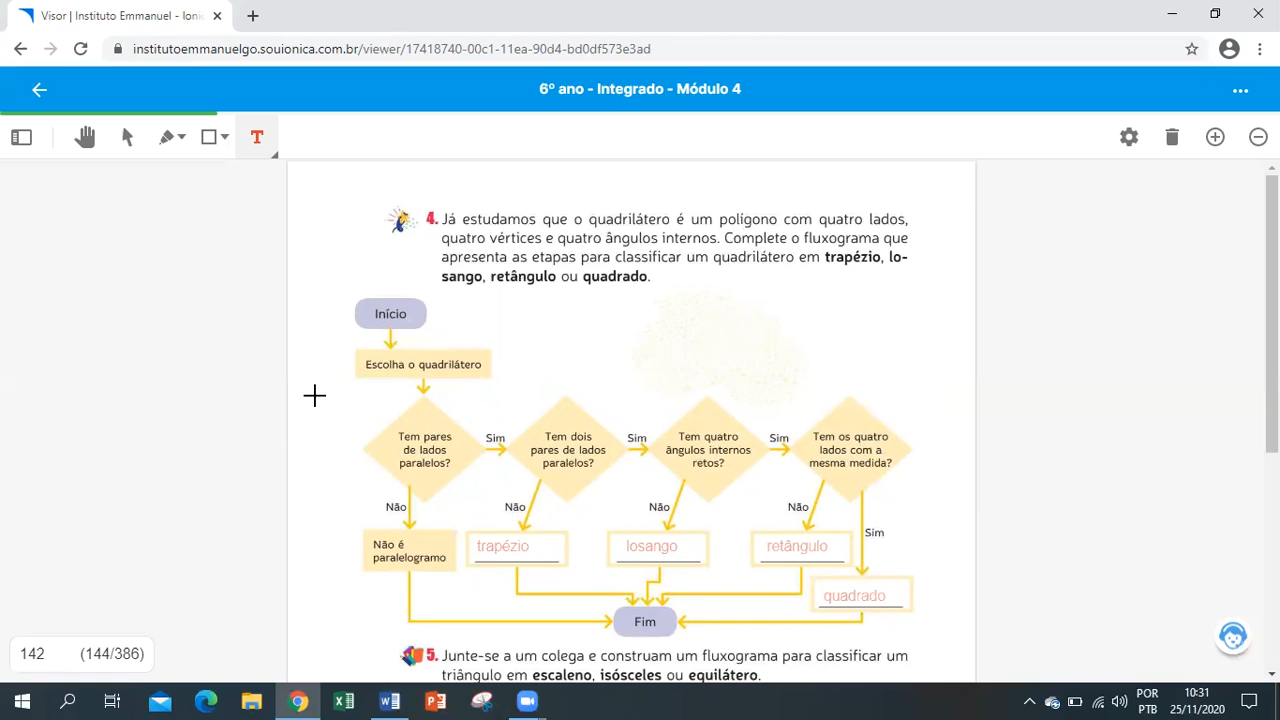 Visor | Instituto Emmanuel - Ionic
institutoemmanuelgo.souionica.com.br/viewer/17418740-00c1-11ea-90d4-bd0df573e3ad
6º ano - Integrado - Módulo 4
T
4. Já estudamos que o quadrilátero é um polígono com quatro lados,
quatro vértices e quatro ângulos internos. Complete o fluxograma que
apresenta as etapas para classificar um quadrilátero em trapézio, lo-
sango, retângulo ou quadrado.
Início
Escolha o quadrilátero
Tem pares
de lados
paralelos?
Sim
Tem dois
pares de lados
paralelos?
Sim
Tem quatro
ângulos internos
retos?
Sim
Tem os quatro
lados com a
mesma medida?
Não
Não
Não
Não
Sim
Não é
paralelogramo
trapézio
losango
retângulo
quadrado
Fim
5. Junte-se a um colega e construam um fluxograma para classificar um
triângulo em escaleno, isósceles ou equilátero.
142 (144/386)
POR
PTB
10:31
25/11/2020